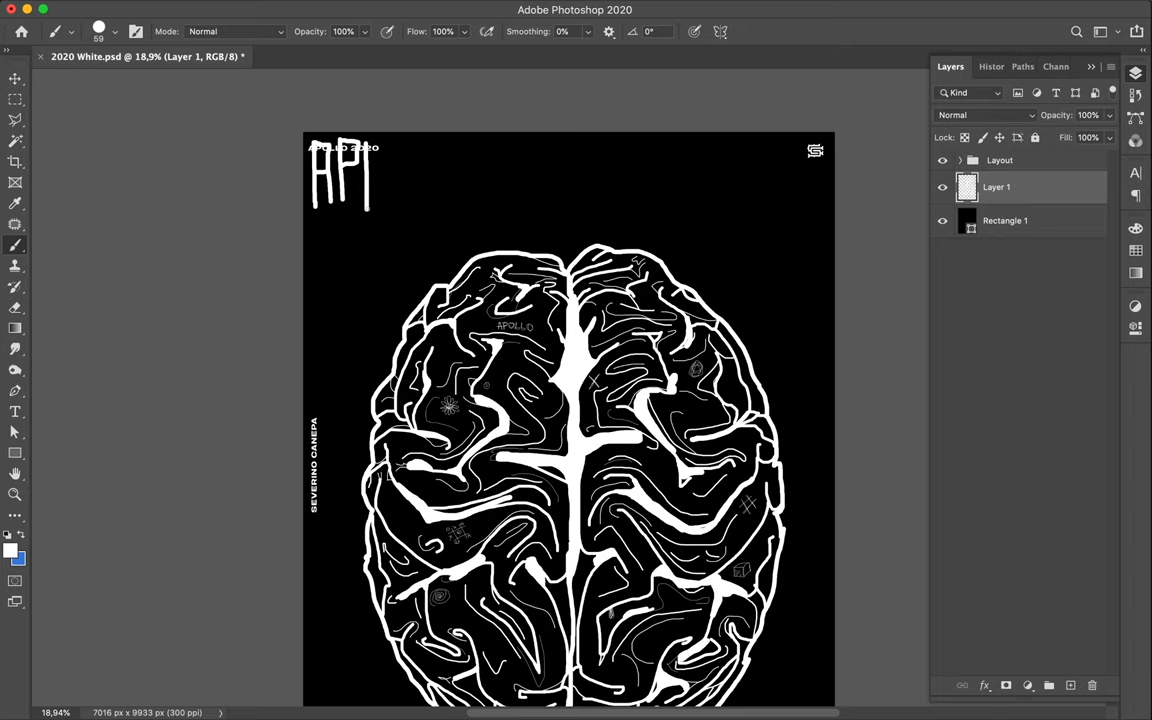 Adobe Photoshop 2020
59
Mode: Normal Opacity: 100% Flow: 100% Smoothing: 0% 0°
2020 White.psd @ 18,9% (Layer 1, RGB/8) *
Layers Histor Paths Chann
Kind
Normal Opacity: 100%
Lock: Fill: 100%
Layout
Layer 1
Rectangle 1
APOLLO 2020
API
APOLLO
SEVERINO CANEPA
18,94% 7016 px x 9933 px (300 ppi)